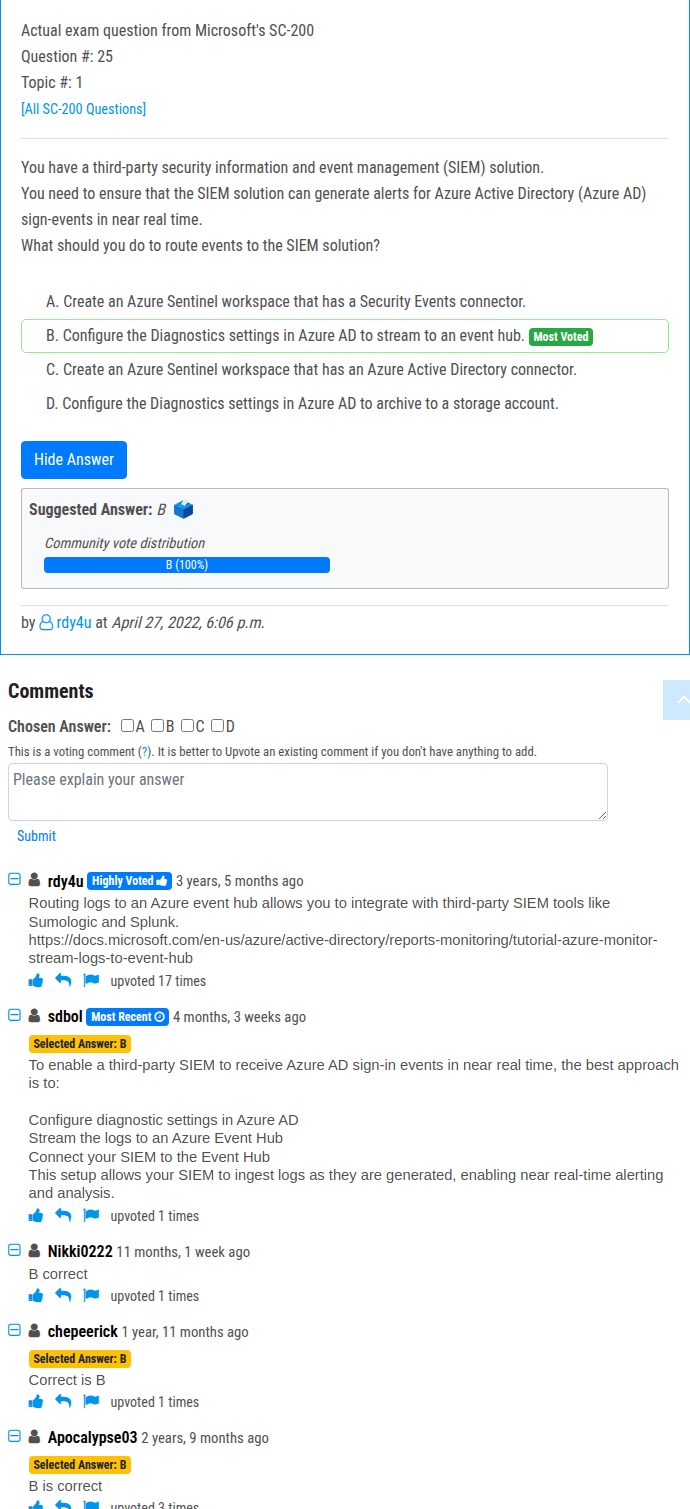 Actual exam question from Microsoft's SC-200
Question #: 25
Topic #: 1
[All SC-200 Questions]
You have a third-party security information and event management (SIEM) solution.
You need to ensure that the SIEM solution can generate alerts for Azure Active Directory (Azure AD)
sign-events in near real time.
What should you do to route events to the SIEM solution?
A. Create an Azure Sentinel workspace that has a Security Events connector.
B. Configure the Diagnostics settings in Azure AD to stream to an event hub. Most Voted
C. Create an Azure Sentinel workspace that has an Azure Active Directory connector.
D. Configure the Diagnostics settings in Azure AD to archive to a storage account.
Hide Answer
Suggested Answer: B
Community vote distribution
B (100%)
by rdy4u at April 27, 2022, 6:06 p.m.
Comments
Chosen Answer: A B C D
This is a voting comment (?). It is better to Upvote an existing comment if you don't have anything to add.
Please explain your answer
Submit
rdy4u Highly Voted 3 years, 5 months ago
Routing logs to an Azure event hub allows you to integrate with third-party SIEM tools like
Sumologic and Splunk.
https://docs.microsoft.com/en-us/azure/active-directory/reports-monitoring/tutorial-azure-monitor-
stream-logs-to-event-hub
upvoted 17 times
sdbol Most Recent 4 months, 3 weeks ago
Selected Answer: B
To enable a third-party SIEM to receive Azure AD sign-in events in near real time, the best approach
is to:
Configure diagnostic settings in Azure AD
Stream the logs to an Azure Event Hub
Connect your SIEM to the Event Hub
This setup allows your SIEM to ingest logs as they are generated, enabling near real-time alerting
and analysis.
upvoted 1 times
Nikki0222 11 months, 1 week ago
B correct
upvoted 1 times
chepeerick 1 year, 11 months ago
Selected Answer: B
Correct is B
upvoted 1 times
Apocalypse03 2 years, 9 months ago
Selected Answer: B
B is correct
upvoted 3 times